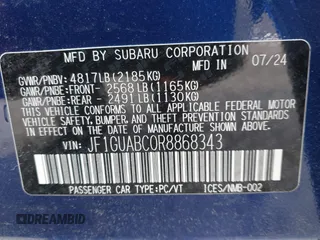 MFD BY SUBARU CORPORATION 07/24
GVWR/PNBV: 4817LB(2185KG)
GAWR/PNBE:FRONT- 2568LB(1165KG)
GAWR/PNBE:REAR - 2491LB(1130KG)
THIS VEHICLE CONFORMS TO ALL APPLICABLE FEDERAL MOTOR
VEHICLE SAFETY, BUMPER, AND THEFT PREVENTION STANDARDS
IN EFFECT ON THE DATE OF MANUFACTURE SHOWN ABOVE.
VIN: JF1GUABC0R8868343
PASSENGER CAR TYPE:PC/VT ICES/NMB-002
DREAMBID